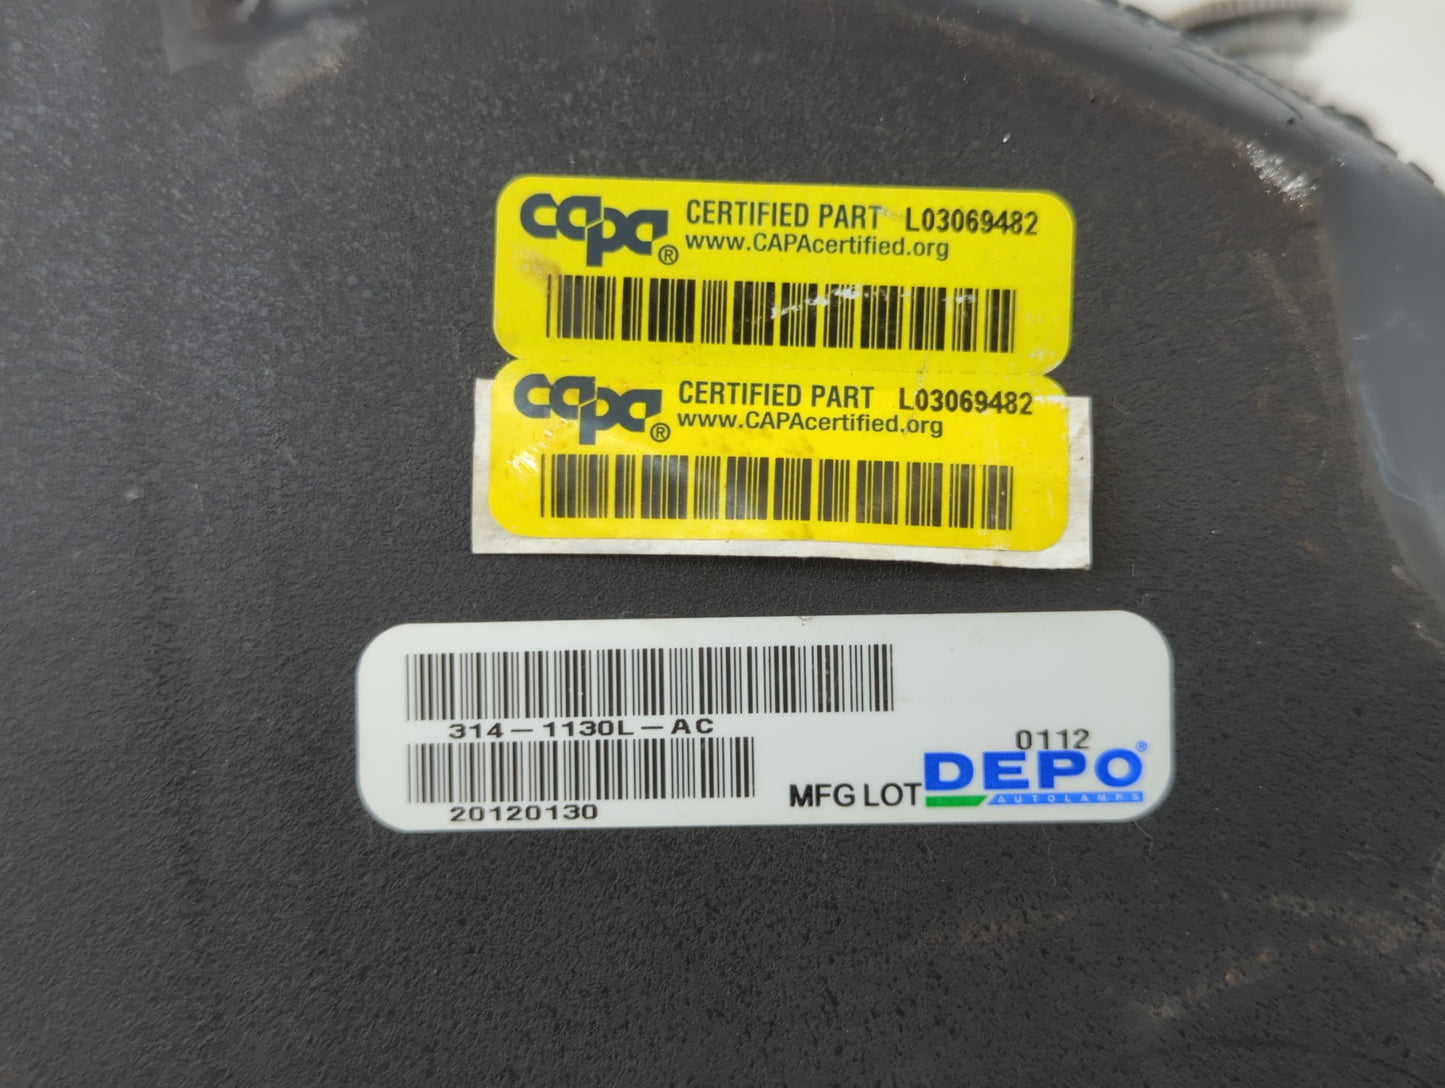 capa® CERTIFIED PART L03069482
www.CAPAcertified.org
capa® CERTIFIED PART L03069482
www.CAPAcertified.org
314-1130L-AC
20120130
0112
MFG LOT DEPO®
AUTOLAMPS